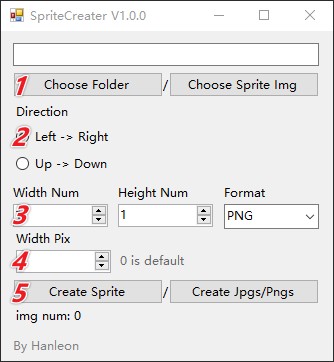 SpriteCreater V1.0.0
1 Choose Folder / Choose Sprite Img
Direction
2 Left -> Right
Up -> Down
Width Num Height Num Format
3 1 PNG
Width Pix
4 0 is default
5 Create Sprite / Create Jpgs/Pngs
img num: 0
By Hanleon